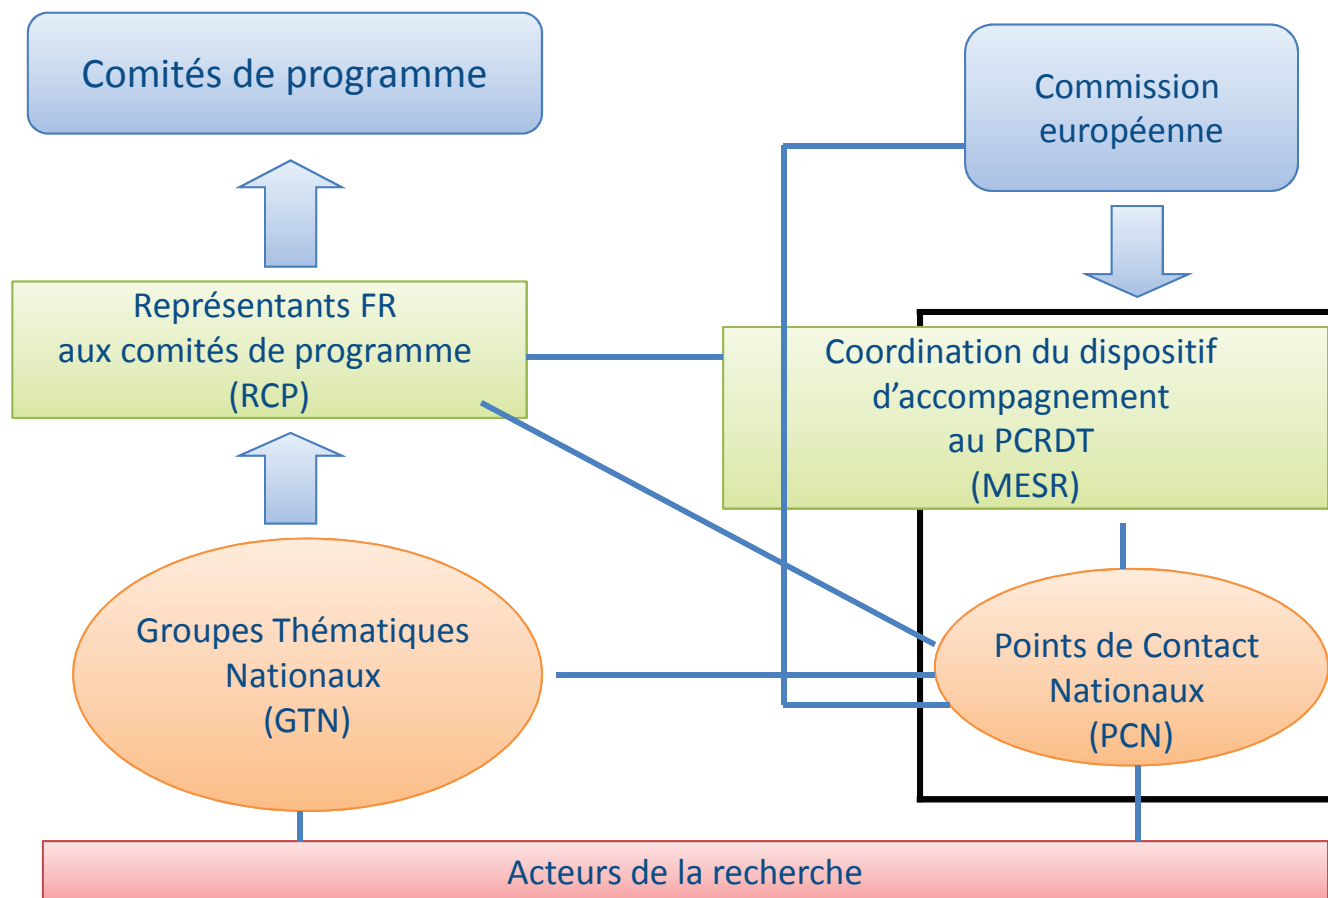 Comités de programme
Commission
européenne
Représentants FR
aux comités de programme
(RCP)
Coordination du dispositif
d’accompagnement
au PCRDT
(MESR)
Groupes Thématiques
Nationaux
(GTN)
Points de Contact
Nationaux
(PCN)
Acteurs de la recherche